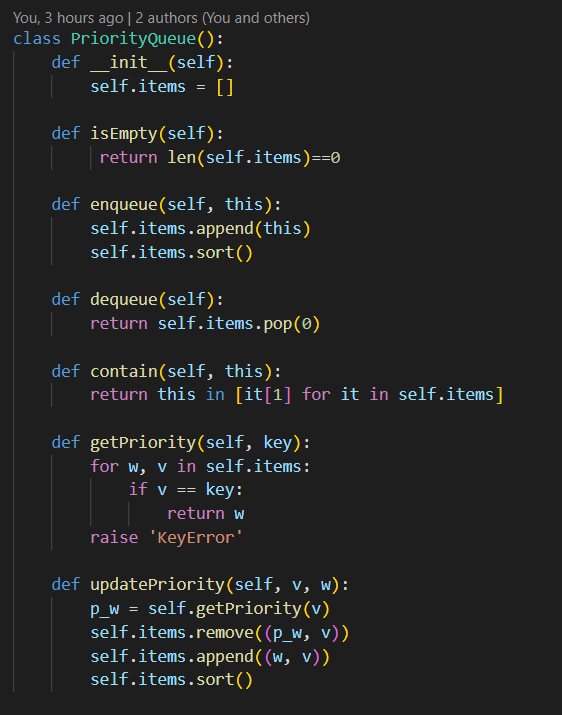 You, 3 hours ago | 2 authors (You and others)
class PriorityQueue():
    def __init__(self):
        self.items = []

    def isEmpty(self):
         return len(self.items)==0

    def enqueue(self, this):
        self.items.append(this)
        self.items.sort()

    def dequeue(self):
        return self.items.pop(0)

    def contain(self, this):
        return this in [it[1] for it in self.items]

    def getPriority(self, key):
        for w, v in self.items:
            if v == key:
                return w
        raise 'KeyError'

    def updatePriority(self, v, w):
        p_w = self.getPriority(v)
        self.items.remove((p_w, v))
        self.items.append((w, v))
        self.items.sort()